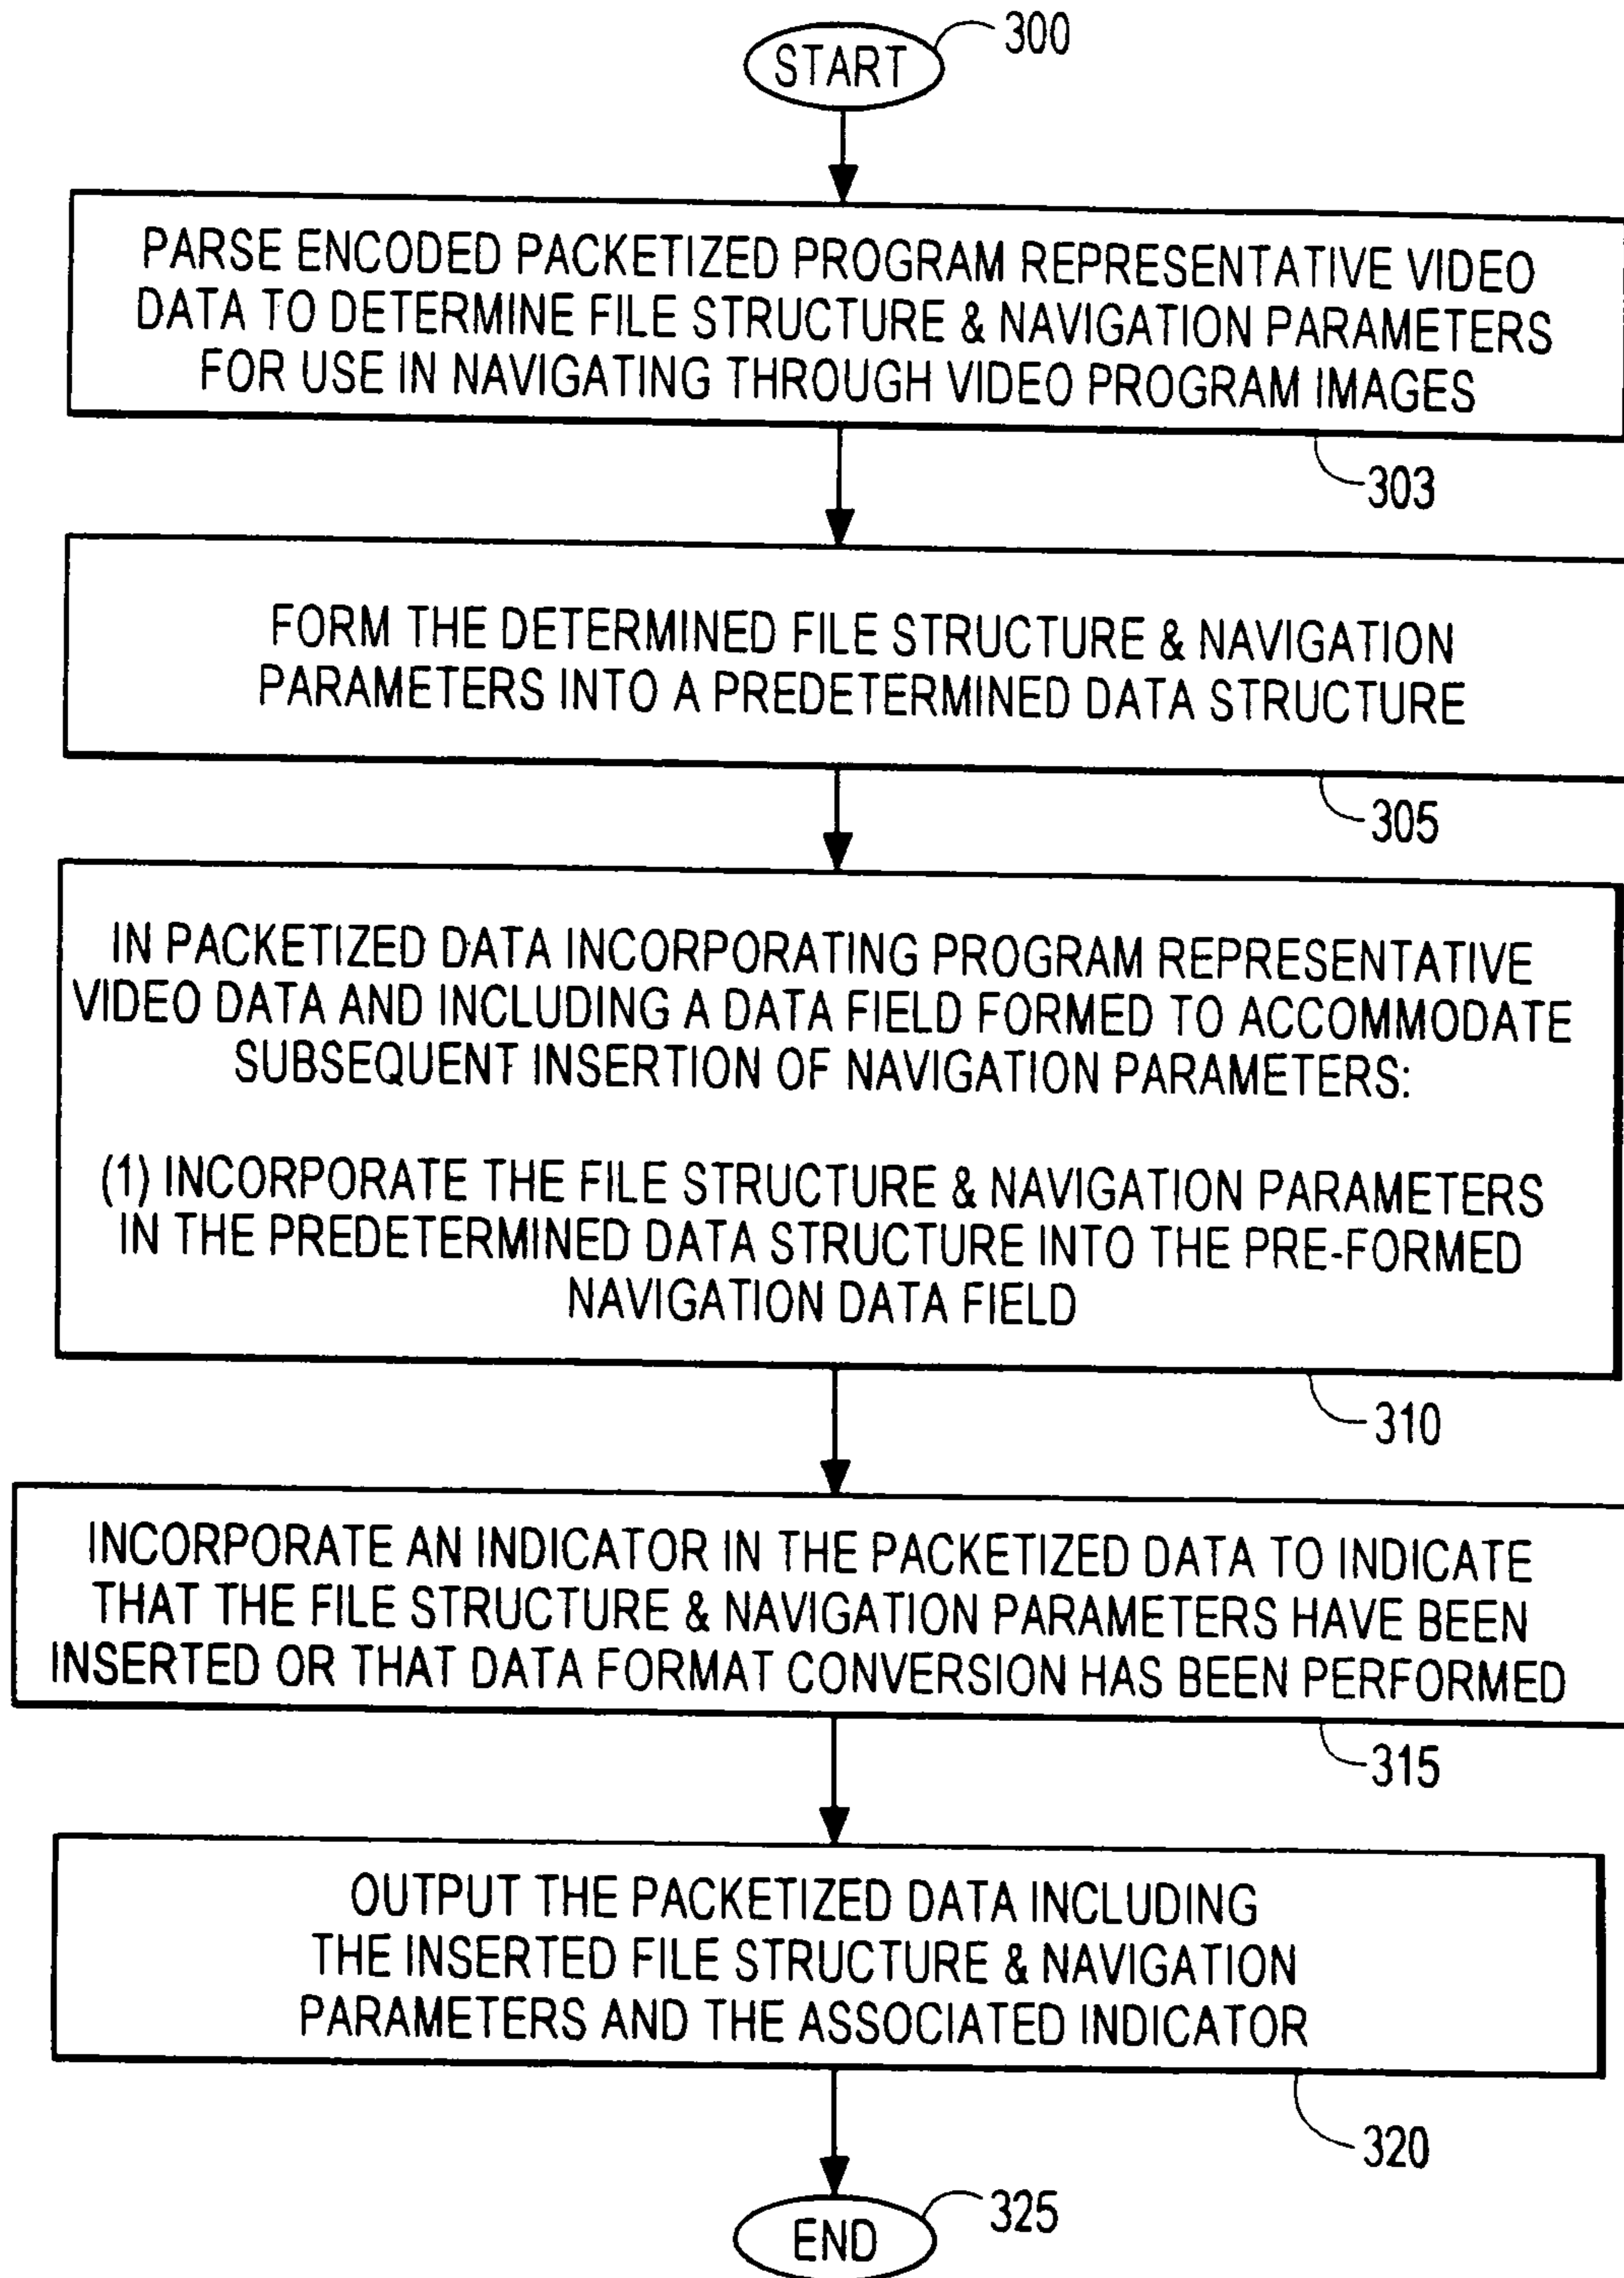 START
300
PARSE ENCODED PACKETIZED PROGRAM REPRESENTATIVE VIDEO
DATA TO DETERMINE FILE STRUCTURE & NAVIGATION PARAMETERS
FOR USE IN NAVIGATING THROUGH VIDEO PROGRAM IMAGES
303
FORM THE DETERMINED FILE STRUCTURE & NAVIGATION
PARAMETERS INTO A PREDETERMINED DATA STRUCTURE
305
IN PACKETIZED DATA INCORPORATING PROGRAM REPRESENTATIVE
VIDEO DATA AND INCLUDING A DATA FIELD FORMED TO ACCOMMODATE
SUBSEQUENT INSERTION OF NAVIGATION PARAMETERS:
(1) INCORPORATE THE FILE STRUCTURE & NAVIGATION PARAMETERS
IN THE PREDETERMINED DATA STRUCTURE INTO THE PRE-FORMED
NAVIGATION DATA FIELD
310
INCORPORATE AN INDICATOR IN THE PACKETIZED DATA TO INDICATE
THAT THE FILE STRUCTURE & NAVIGATION PARAMETERS HAVE BEEN
INSERTED OR THAT DATA FORMAT CONVERSION HAS BEEN PERFORMED
315
OUTPUT THE PACKETIZED DATA INCLUDING
THE INSERTED FILE STRUCTURE & NAVIGATION
PARAMETERS AND THE ASSOCIATED INDICATOR
320
END
325